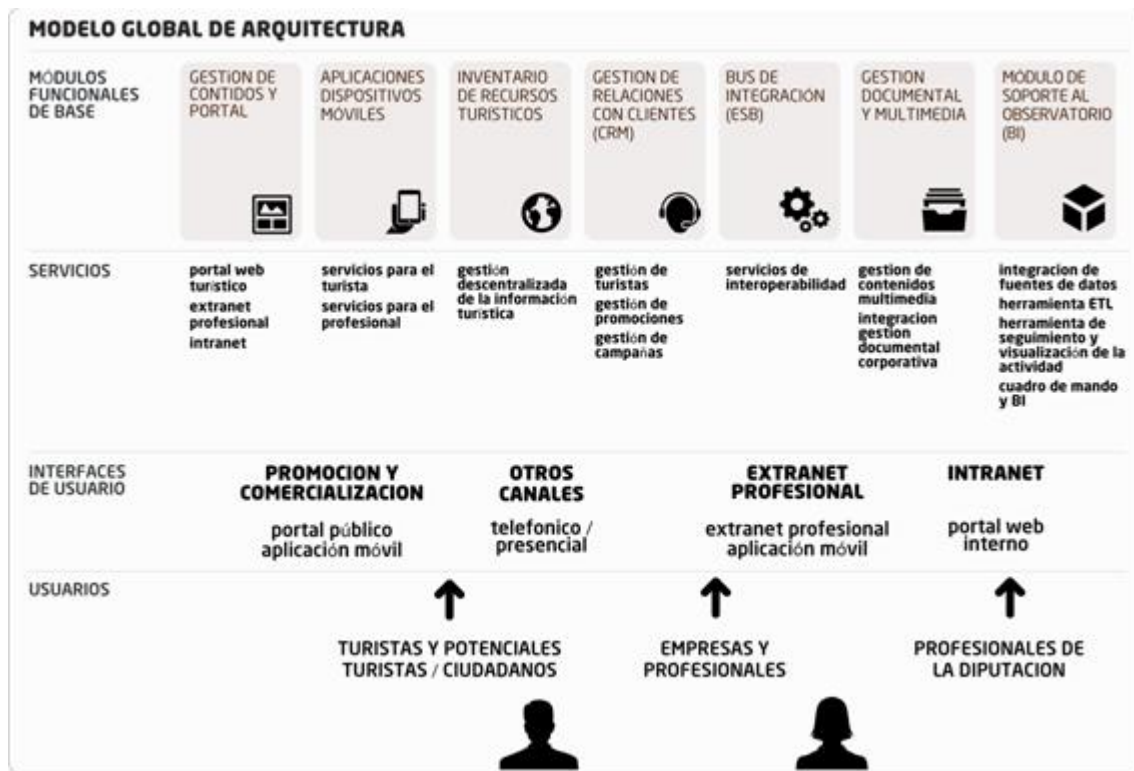 MODELO GLOBAL DE ARQUITECTURA
MÓDULOS
FUNCIONALES
DE BASE
GESTIÓN DE
CONTIDOS Y
PORTAL
APLICACIONES
DISPOSITIVOS
MÓVILES
INVENTARIO
DE RECURSOS
TURÍSTICOS
GESTION DE
RELACIONES
CON CLIENTES
(CRM)
BUS DE
INTEGRACIÓN
(ESB)
GESTION
DOCUMENTAL
Y MULTIMEDIA
MÓDULO DE
SOPORTE AL
OBSERVATORIO
(BI)
SERVICIOS
portal web
turístico
extranet
profesional
intranet
servicios para el
turista
servicios para el
profesional
gestión
descentralizada
de la información
turística
gestión de
turistas
gestión de
promociones
gestión de
campañas
servicios de
interoperabilidad
gestion de
contenidos
multimedia
integracion
gestion
documental
corporativa
integracion de
fuentes de datos
herramienta ETL
herramienta de
seguimiento y
visualización de la
actividad
cuadro de mando
y BI
INTERFACES
DE USUARIO
PROMOCION Y
COMERCIALIZACION
portal público
aplicación móvil
OTROS
CANALES
telefonico /
presencial
EXTRANET
PROFESIONAL
extranet profesional
aplicación móvil
INTRANET
portal web
interno
USUARIOS
TURISTAS Y POTENCIALES
TURISTAS / CIUDADANOS
EMPRESAS Y
PROFESIONALES
PROFESIONALES DE
LA DIPUTACION